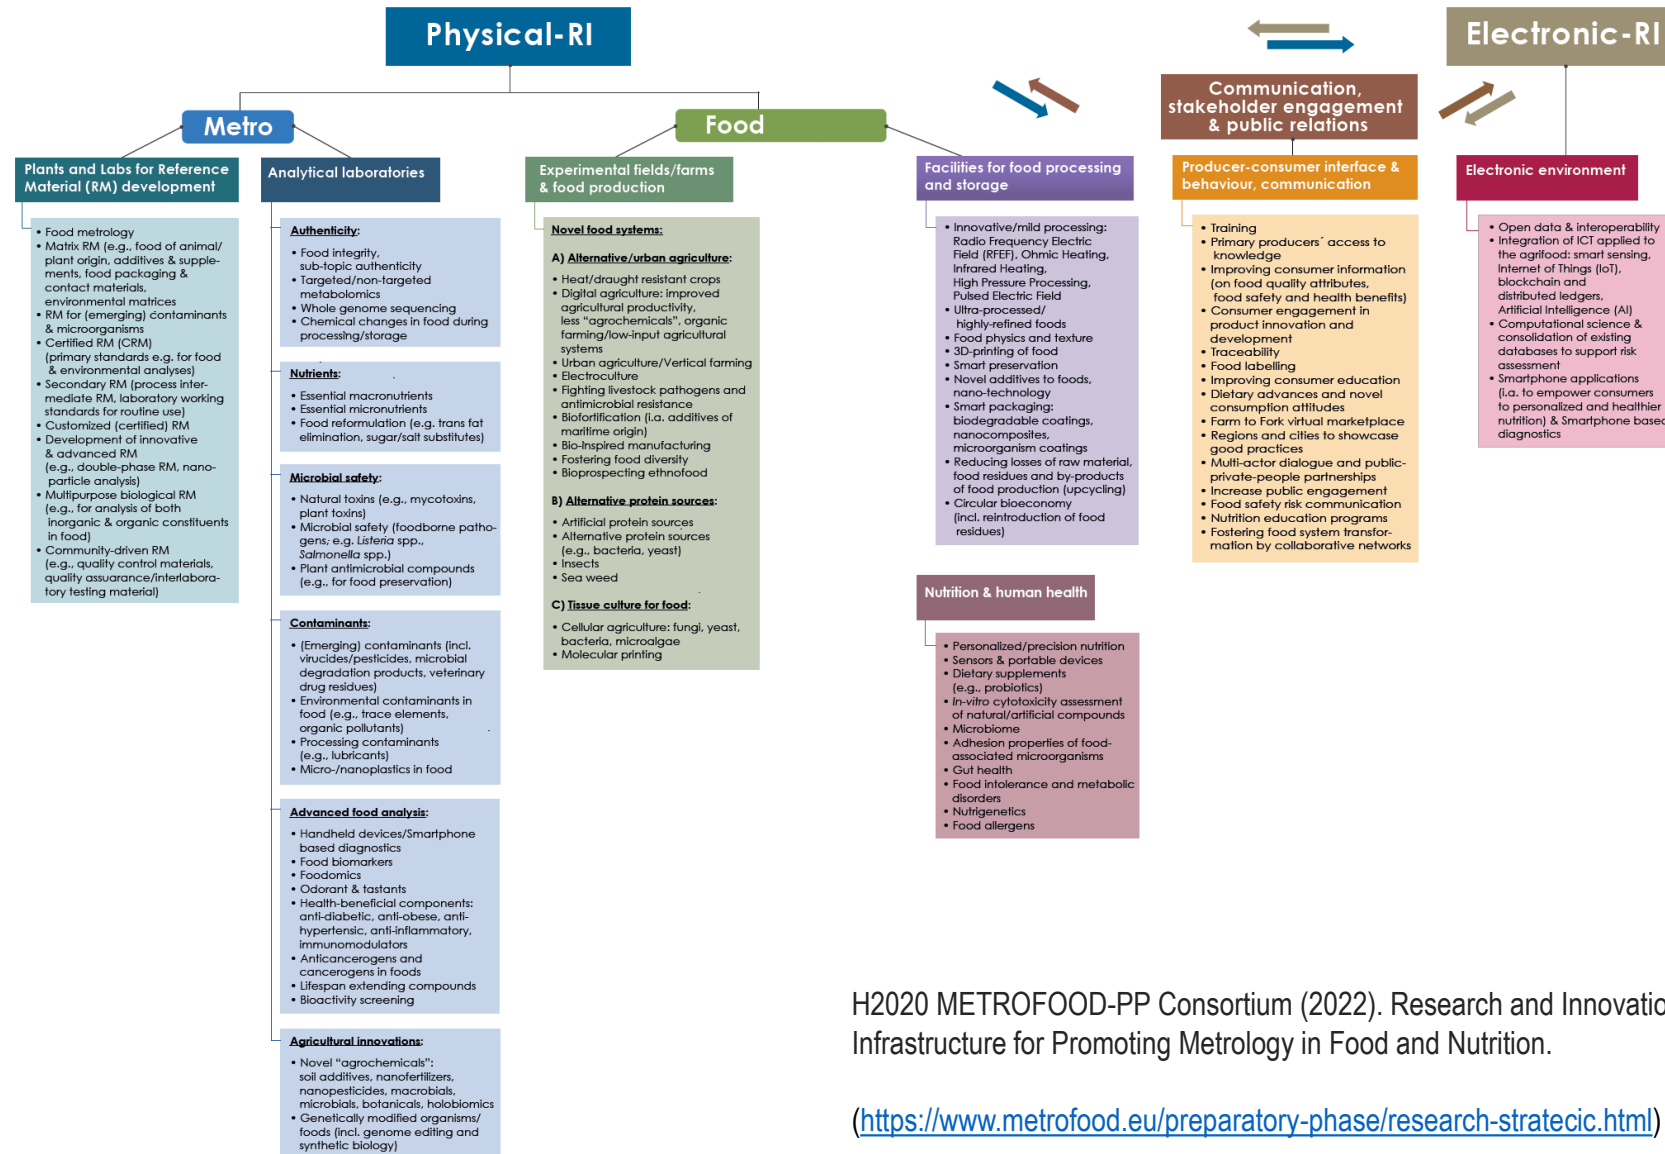 Physical-RI
Electronic-RI
Communication,
stakeholder engagement
& public relations
Metro
Food
Plants and Labs for Reference
Material (RM) development
• Food metrology
• Matrix RM (e.g., food of animal/
plant origin, additives & supple-
ments, food packaging &
contact materials,
environmental matrices
• RM for (emerging) contaminants
& microorganisms
• Certified RM (CRM)
(primary standards e.g. for food
& environmental analyses)
• Secondary RM (process inter-
mediate RM, laboratory working
standards for routine use)
• Customized (certified) RM
• Development of innovative
& advanced RM
(e.g., double-phase RM, nano-
particle analysis)
• Multipurpose biological RM
(e.g., for analysis of both
inorganic & organic constituents
in food)
• Community-driven RM
(e.g., quality control materials,
quality assuarance/interlabora-
tory testing material)
Analytical laboratories
Authenticity:
• Food integrity,
sub-topic authenticity
• Targeted/non-targeted
metabolomics
• Whole genome sequencing
• Chemical changes in food during
processing/storage
Nutrients:
• Essential macronutrients
• Essential micronutrients
• Food reformulation (e.g. trans fat
elimination, sugar/salt substitutes)
Microbial safety:
• Natural toxins (e.g., mycotoxins,
plant toxins)
• Microbial safety (foodborne patho-
gens; e.g. Listeria spp.,
Salmonella spp.)
• Plant antimicrobial compounds
(e.g., for food preservation)
Contaminants:
• (Emerging) contaminants (incl.
virucides/pesticides, microbial
degradation products, veterinary
drug residues)
• Environmental contaminants in
food (e.g., trace elements,
organic pollutants)
• Processing contaminants
(e.g., lubricants)
• Micro-/nanoplastics in food
Advanced food analysis:
• Handheld devices/Smartphone
based diagnostics
• Food biomarkers
• Foodomics
• Odorant & tastants
• Health-beneficial components:
anti-diabetic, anti-obese, anti-
hypertensic, anti-inflammatory,
immunomodulators
• Anticancerogens and
cancerogens in foods
• Lifespan extending compounds
• Bioactivity screening
Agricultural innovations:
• Novel “agrochemicals”:
soil additives, nanofertilizers,
nanopesticides, macrobials,
microbials, botanicals, holobiomics
• Genetically modified organisms/
foods (incl. genome editing and
synthetic biology)
Experimental fields/farms
& food production
Novel food systems:
A) Alternative/urban agriculture:
• Heat/draught resistant crops
• Digital agriculture: improved
agricultural productivity,
less “agrochemicals”, organic
farming/low-input agricultural
systems
• Urban agriculture/Vertical farming
• Electroculture
• Fighting livestock pathogens and
antimicrobial resistance
• Biofortification (i.a. additives of
maritime origin)
• Bio-Inspired manufacturing
• Fostering food diversity
• Bioprospecting ethnofood
B) Alternative protein sources:
• Artificial protein sources
• Alternative protein sources
(e.g., bacteria, yeast)
• Insects
• Sea weed
C) Tissue culture for food:
• Cellular agriculture: fungi, yeast,
bacteria, microalgae
• Molecular printing
Facilities for food processing
and storage
• Innovative/mild processing:
Radio Frequency Electric
Field (RFEF), Ohmic Heating,
Infrared Heating,
High Pressure Processing,
Pulsed Electric Field
• Ultra-processed/
highly-refined foods
• Food physics and texture
• 3D-printing of food
• Smart preservation
• Novel additives to foods,
nano-technology
• Smart packaging:
biodegradable coatings,
nanocomposites,
microorganism coatings
• Reducing losses of raw material,
food residues and by-products
of food production (upcycling)
• Circular bioeconomy
(incl. reintroduction of food
residues)
Nutrition & human health
• Personalized/precision nutrition
• Sensors & portable devices
• Dietary supplements
(e.g., probiotics)
• In-vitro cytotoxicity assessment
of natural/artificial compounds
• Microbiome
• Adhesion properties of food-
associated microorganisms
• Gut health
• Food intolerance and metabolic
disorders
• Nutrigenetics
• Food allergens
Producer-consumer interface &
behaviour, communication
• Training
• Primary producers´ access to
knowledge
• Improving consumer information
(on food quality attributes,
food safety and health benefits)
• Consumer engagement in
product innovation and
development
• Traceability
• Food labelling
• Improving consumer education
• Dietary advances and novel
consumption attitudes
• Farm to Fork virtual marketplace
• Regions and cities to showcase
good practices
• Multi-actor dialogue and public-
private-people partnerships
• Increase public engagement
• Food safety risk communication
• Nutrition education programs
• Fostering food system transfor-
mation by collaborative networks
Electronic environment
• Open data & interoperability
• Integration of ICT applied to
the agrifood: smart sensing,
Internet of Things (IoT),
blockchain and
distributed ledgers,
Artificial Intelligence (AI)
• Computational science &
consolidation of existing
databases to support risk
assessment
• Smartphone applications
(i.a. to empower consumers
to personalized and healthier
nutrition) & Smartphone based
diagnostics
H2020 METROFOOD-PP Consortium (2022). Research and Innovatio
Infrastructure for Promoting Metrology in Food and Nutrition.
(https://www.metrofood.eu/preparatory-phase/research-stratecic.html)